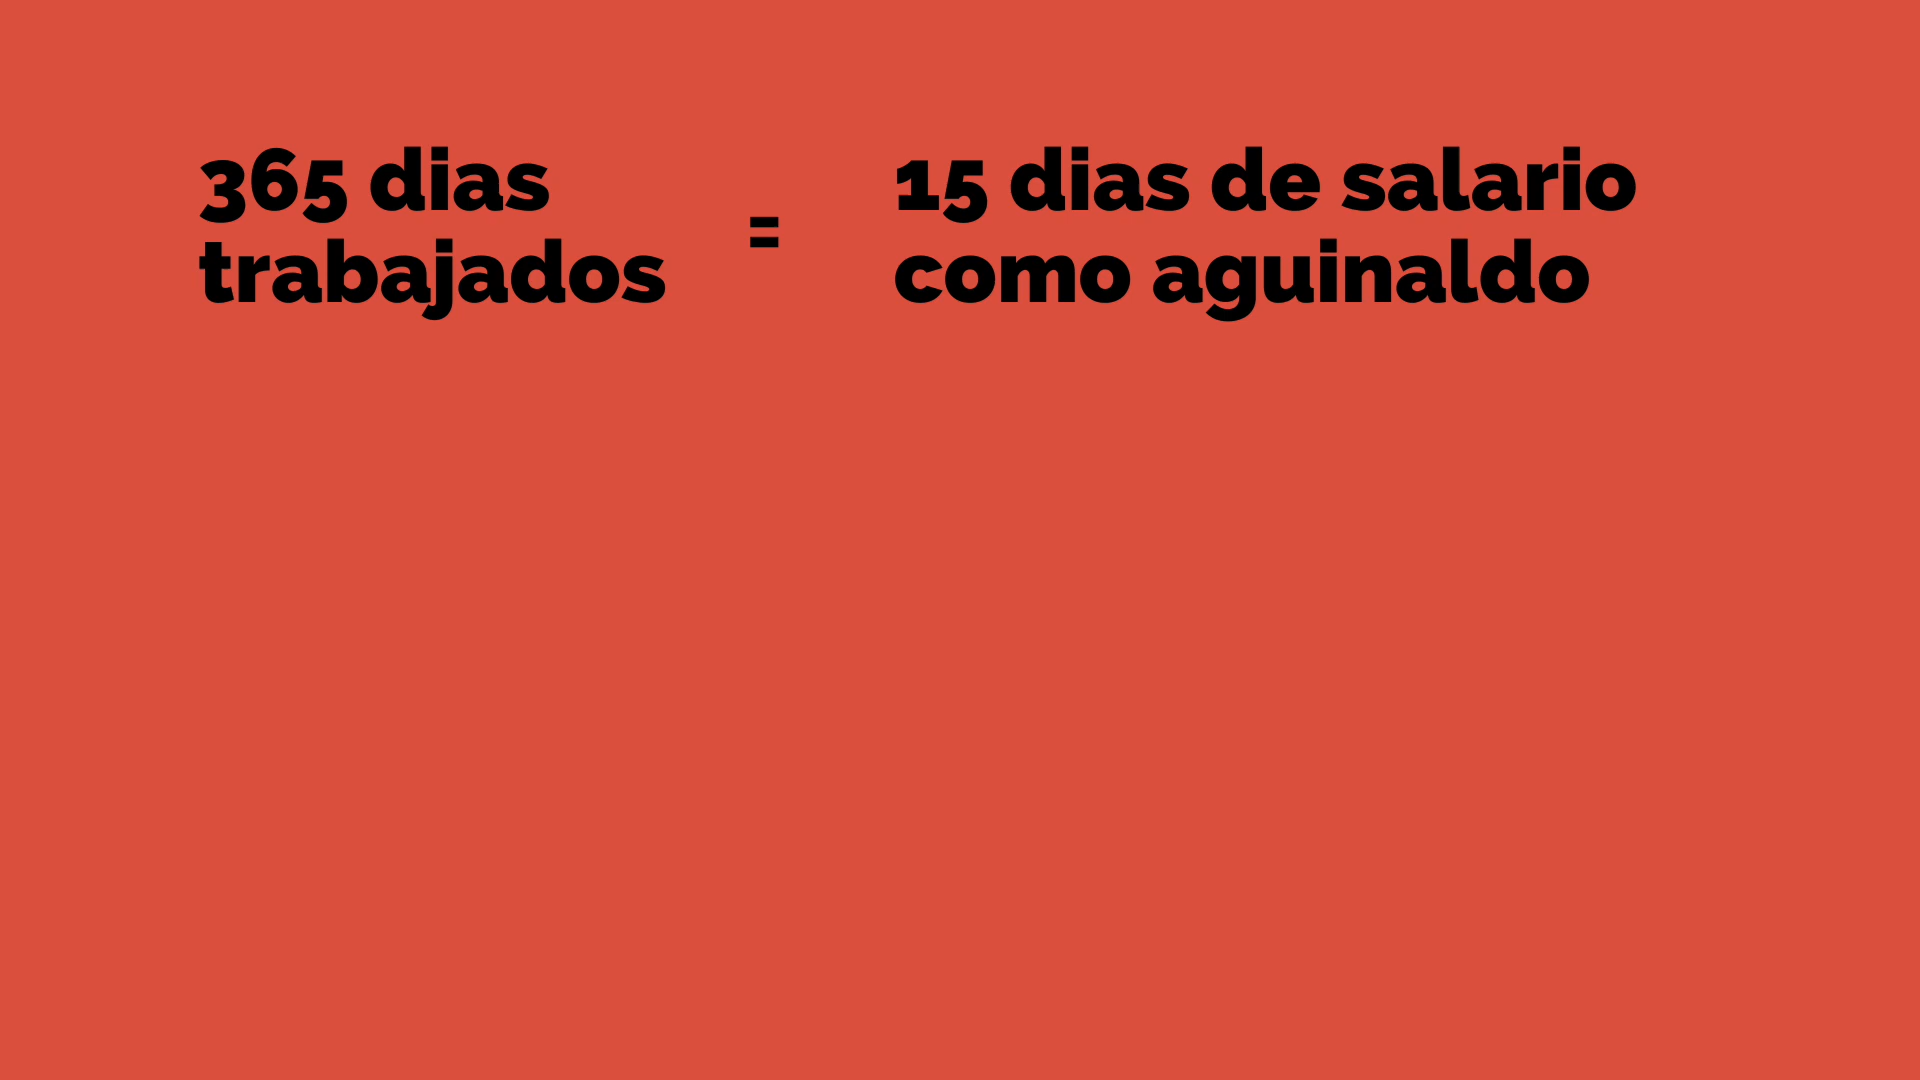 365 dias
trabajados
=
15 dias de salario
como aguinaldo